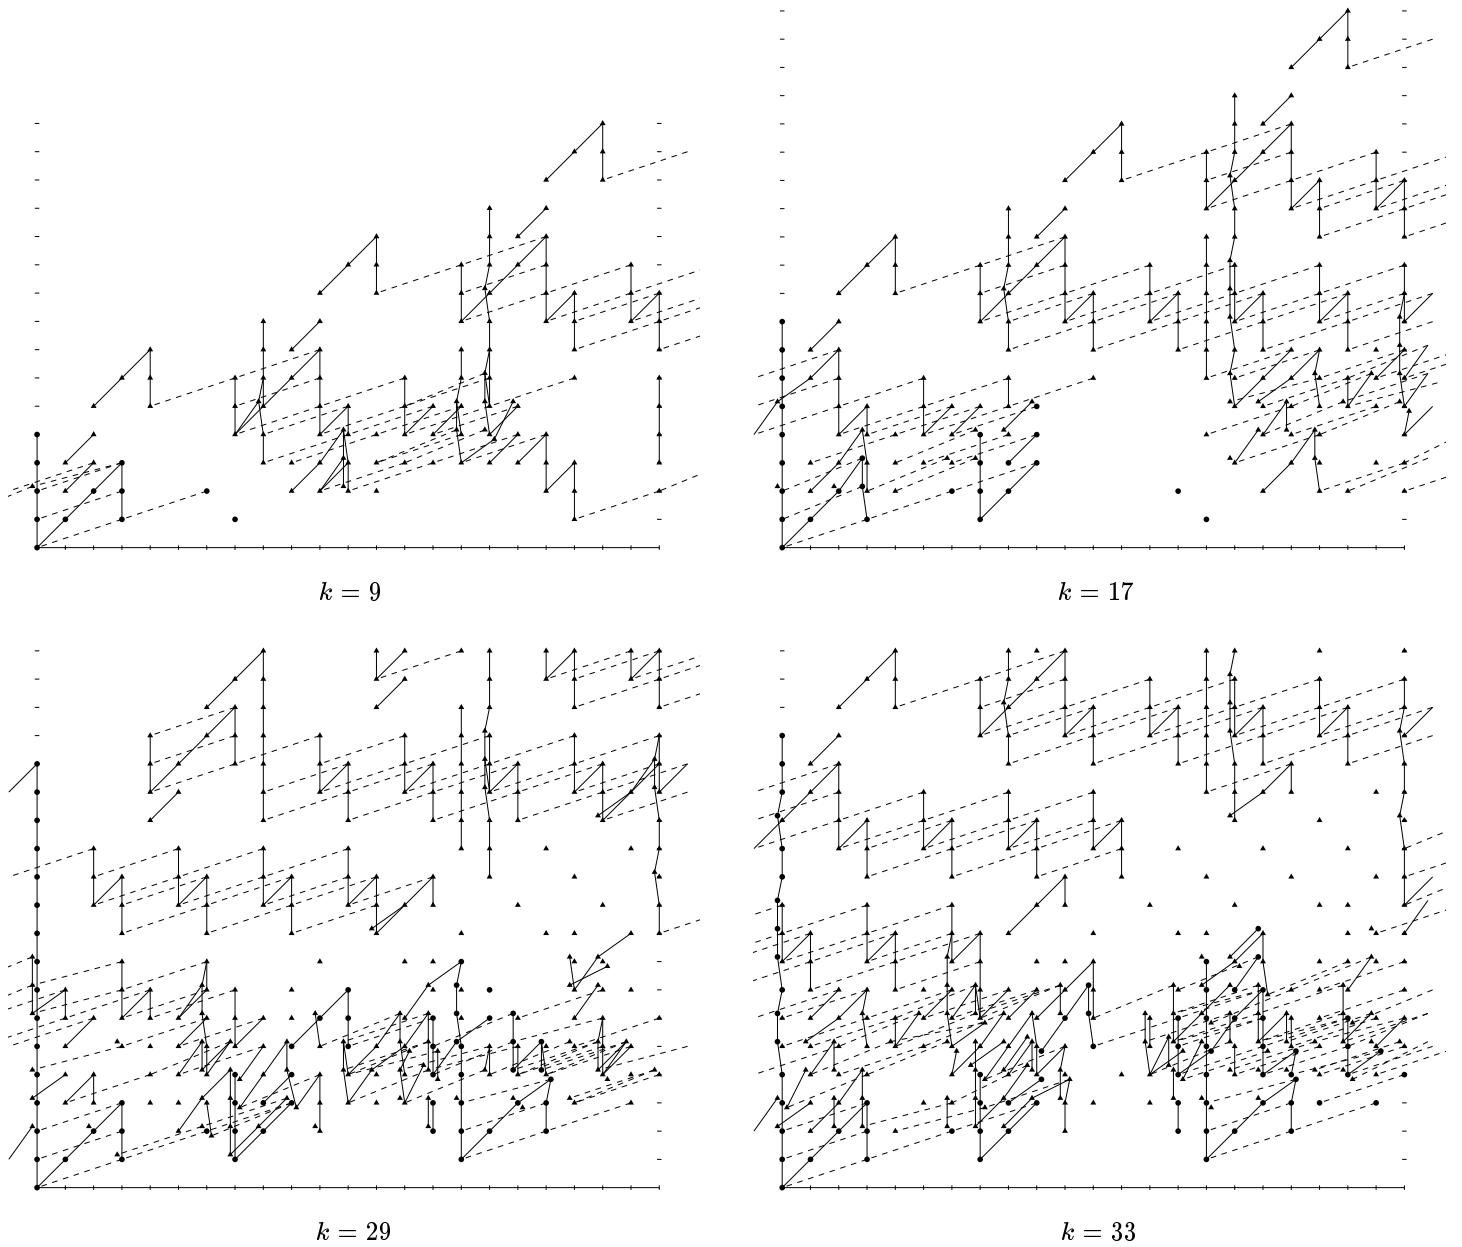 k = 9
k = 17
k = 29
k = 33